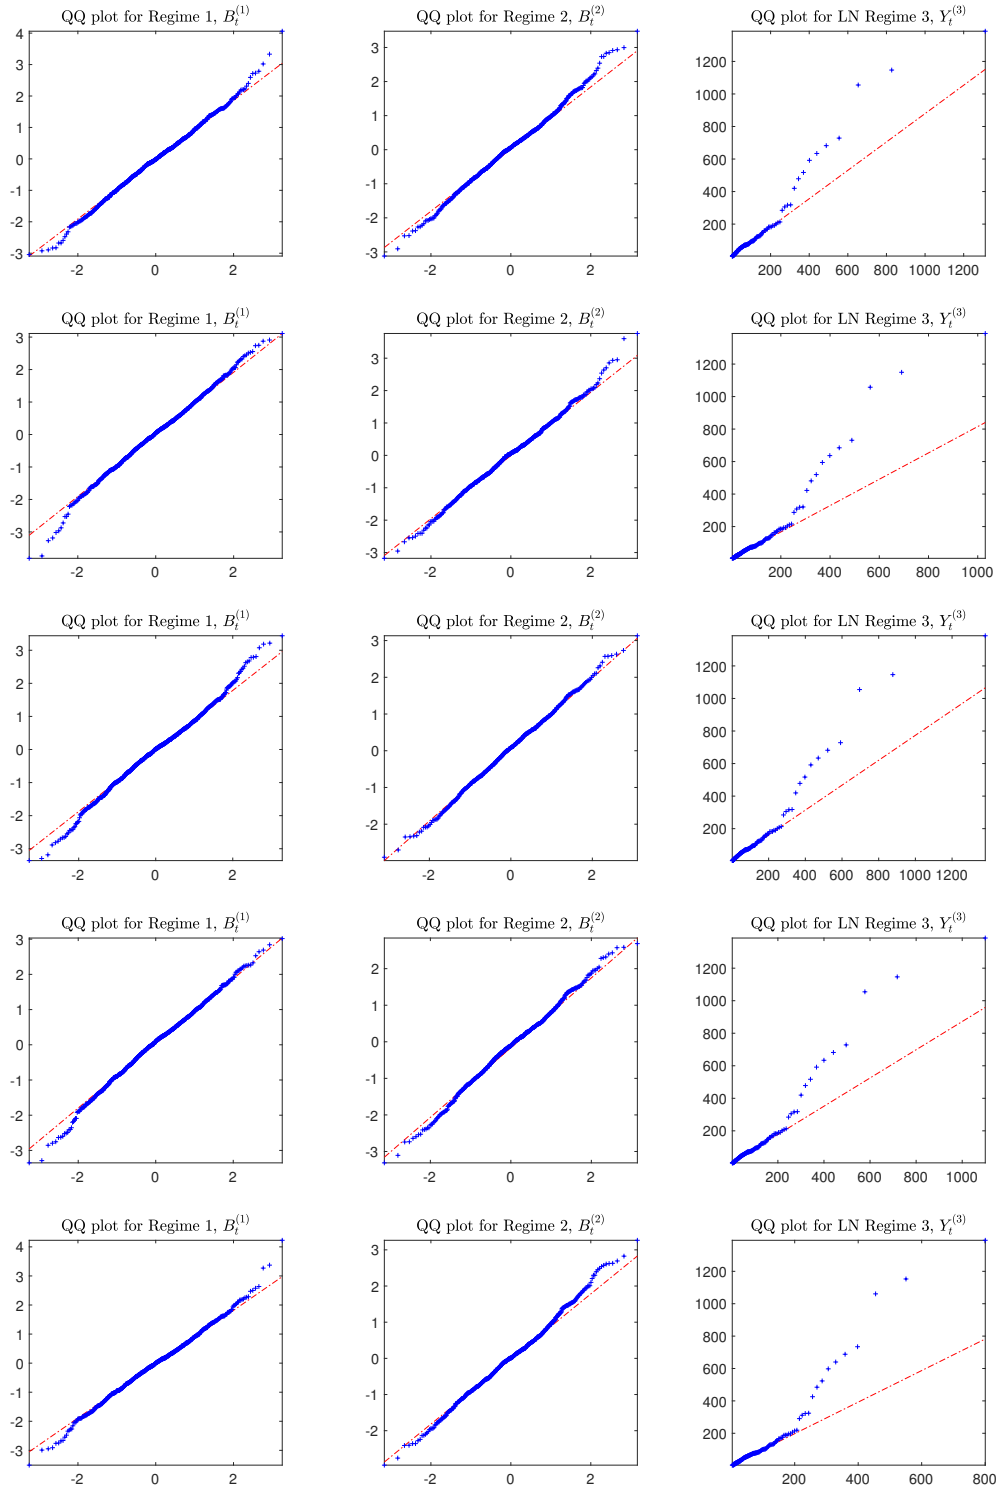 QQ plot for Regime 1, $B_t^{(1)}$ QQ plot for Regime 2, $B_t^{(2)}$ QQ plot for LN Regime 3, $Y_t^{(3)}$
4 3 2 1 0 -1 -2 -3
-2 0 2
3 2 1 0 -1 -2 -3
-2 0 2
1200 1000 800 600 400 200
200 400 600 800 1000 1200
QQ plot for Regime 1, $B_t^{(1)}$ QQ plot for Regime 2, $B_t^{(2)}$ QQ plot for LN Regime 3, $Y_t^{(3)}$
3 2 1 0 -1 -2 -3
-2 0 2
3 2 1 0 -1 -2 -3
-2 0 2
1200 1000 800 600 400 200
200 400 600 800 1000
QQ plot for Regime 1, $B_t^{(1)}$ QQ plot for Regime 2, $B_t^{(2)}$ QQ plot for LN Regime 3, $Y_t^{(3)}$
3 2 1 0 -1 -2 -3
-2 0 2
3 2 1 0 -1 -2
-2 0 2
1200 1000 800 600 400 200
200 400 600 800 1000 1200
QQ plot for Regime 1, $B_t^{(1)}$ QQ plot for Regime 2, $B_t^{(2)}$ QQ plot for LN Regime 3, $Y_t^{(3)}$
3 2 1 0 -1 -2 -3
-2 0 2
2 1 0 -1 -2 -3
-2 0 2
1200 1000 800 600 400 200
200 400 600 800 1000
QQ plot for Regime 1, $B_t^{(1)}$ QQ plot for Regime 2, $B_t^{(2)}$ QQ plot for LN Regime 3, $Y_t^{(3)}$
4 3 2 1 0 -1 -2 -3
-2 0 2
3 2 1 0 -1 -2
-2 0 2
1200 1000 800 600 400 200
200 400 600 800